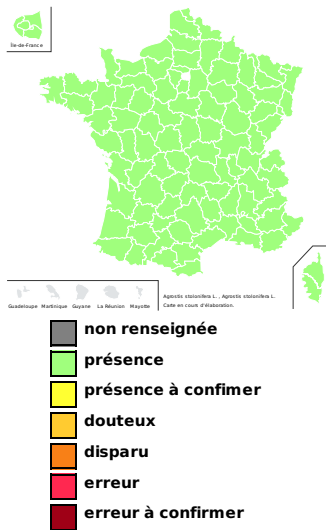 Île-de-France
Guadeloupe Martinique Guyane La Réunion Mayotte
Agrostis stolonifera L. , Agrostis stolonifera L.
Carte en cours d'élaboration.
non renseignée
présence
présence à confimer
douteux
disparu
erreur
erreur à confirmer